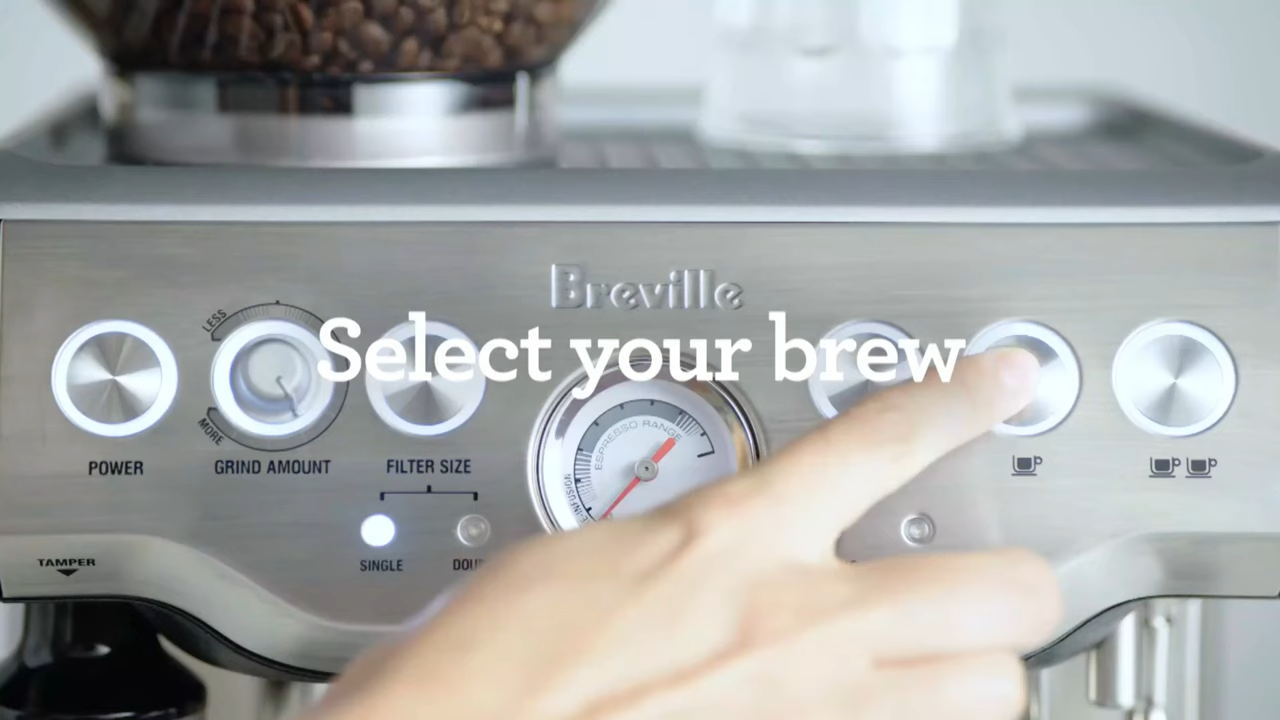 Breville
Select your brew
LESS
MORE
ESPRESSO RANGE
POWER
GRIND AMOUNT
FILTER SIZE
SINGLE
TAMPER